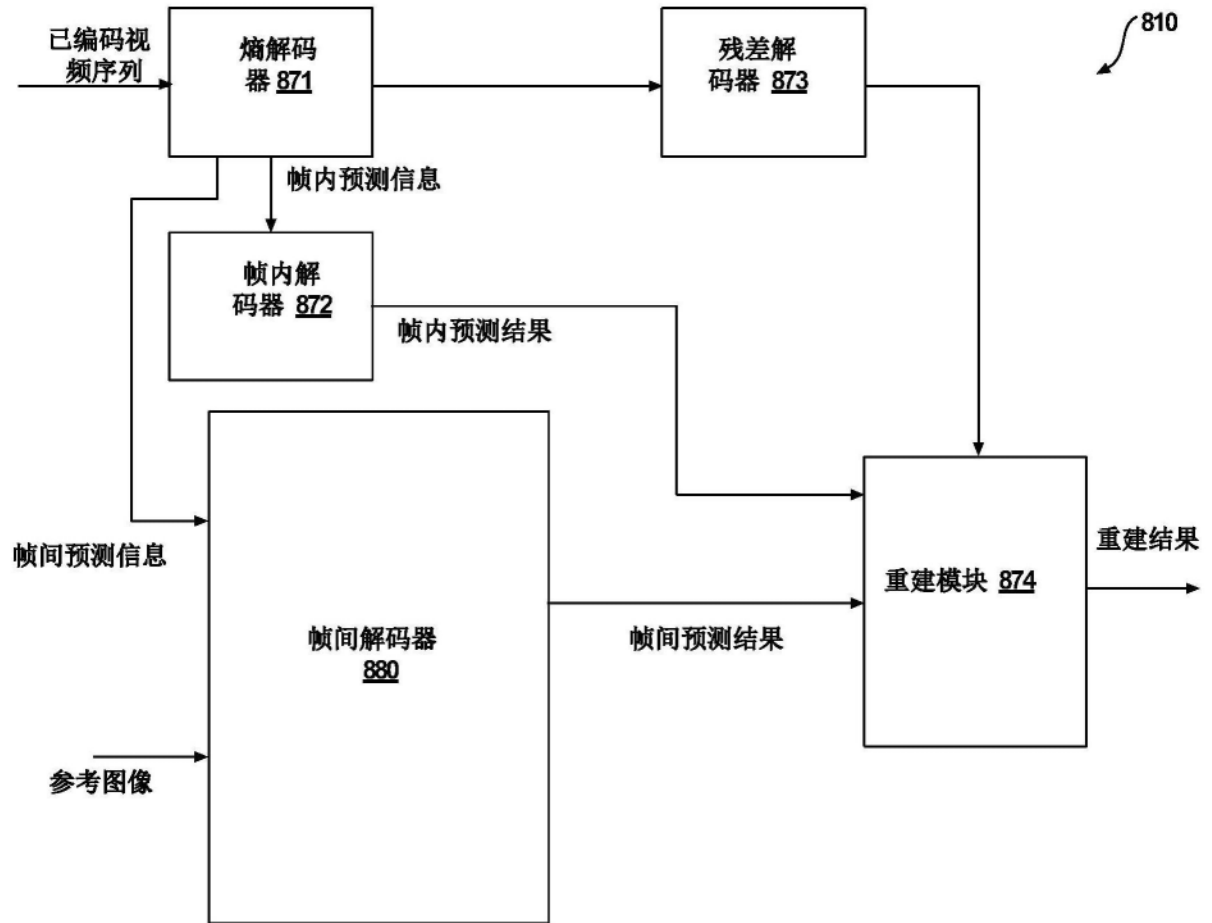 已编码视
频序列
熵解码
器 871
残差解
码器 873
810
帧内预测信息
帧内解
码器 872
帧内预测结果
帧间预测信息
帧间解码器
880
帧间预测结果
重建模块 874
重建结果
参考图像